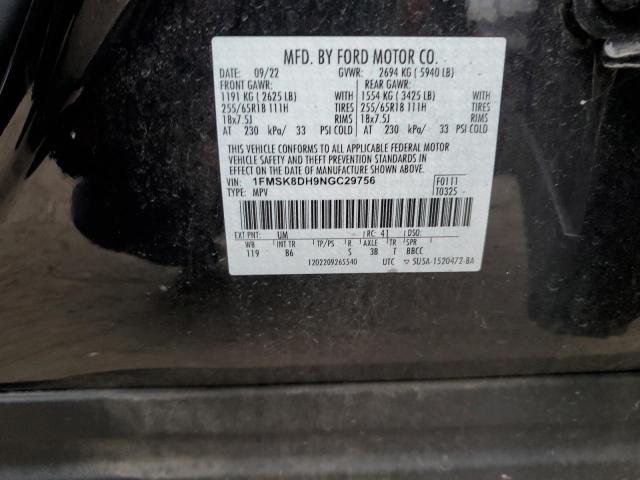 MFD. BY FORD MOTOR CO.
DATE: 09/22 GVWR: 2694 KG ( 5940 LB)
FRONT GAWR: REAR GAWR:
1191 KG ( 2625 LB) WITH 1554 KG ( 3425 LB) WITH
255/65R18 111H TIRES 255/65R18 111H TIRES
18x7.5J RIMS 18x7.5J RIMS
AT 230 kPa/ 33 PSI COLD AT 230 kPa/ 33 PSI COLD
THIS VEHICLE CONFORMS TO ALL APPLICABLE FEDERAL MOTOR
VEHICLE SAFETY AND THEFT PREVENTION STANDARDS IN
EFFECT ON THE DATE OF MANUFACTURE SHOWN ABOVE.
VIN: 1FMSK8DH9NGC29756 F0111
TYPE: MPV T0325
EXT PNT: UM RC: 41 DSO:
WB INT TR TP/PS R AXLE TR SPR
119 B6 S 3B T BBCC
1202209265540 UTC ▽ 5U5A-1520472-BA